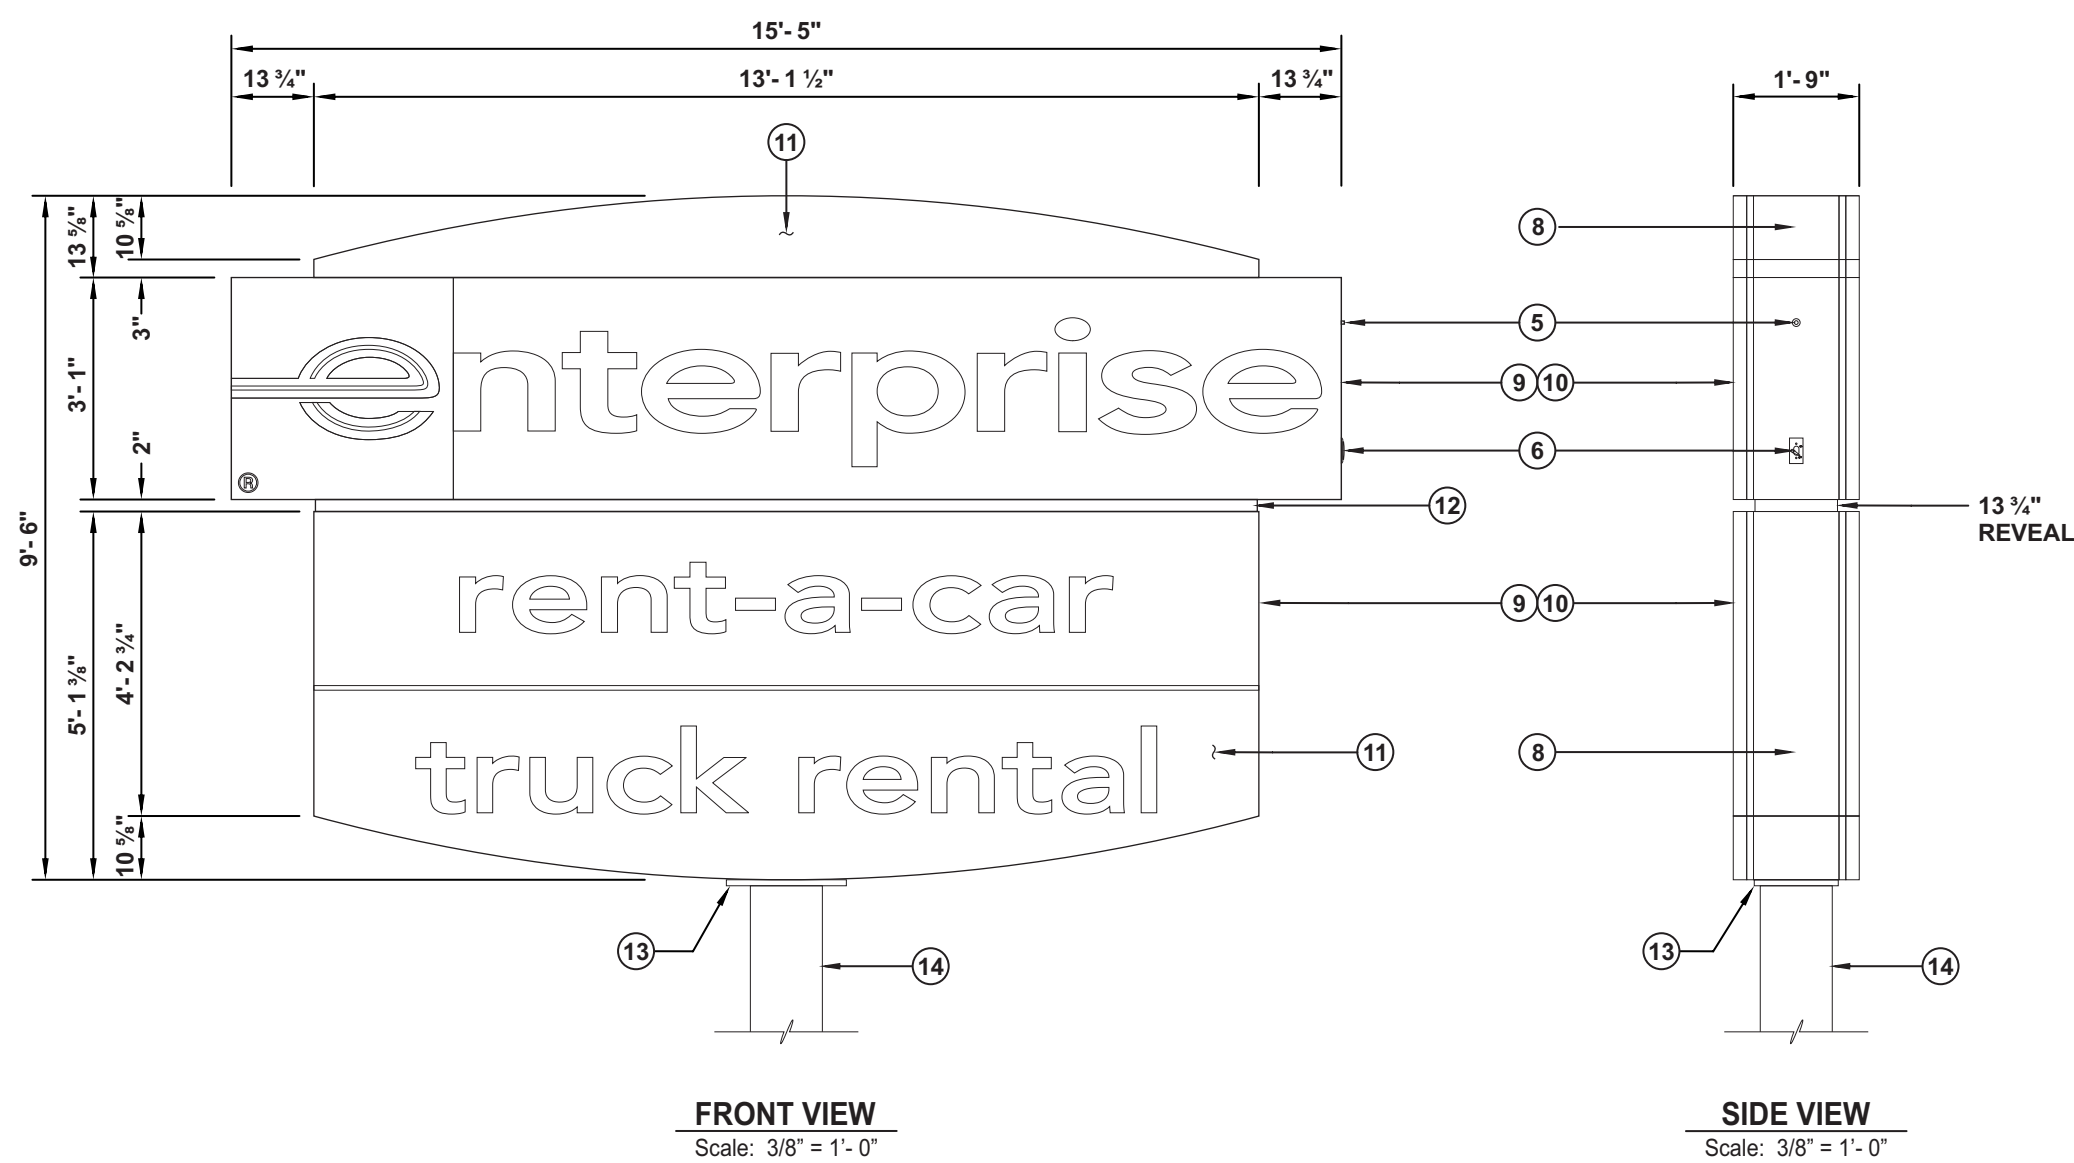 15'- 5"
13 ¾" 13'- 1 ½" 13 ¾" 1'- 9"
11
13 ⅝" 10 ⅝"
8
3"
5
3'- 1"
enterprise
9 10
2"
6
®
12
13 ¾"
REVEAL
9'- 6"
rent-a-car
9 10
5'- 1 ⅜" 4'- 2 ¾"
truck rental
11
8
10 ⅝"
13 14 13 14
FRONT VIEW
Scale: 3/8” = 1’- 0”
SIDE VIEW
Scale: 3/8” = 1’- 0”